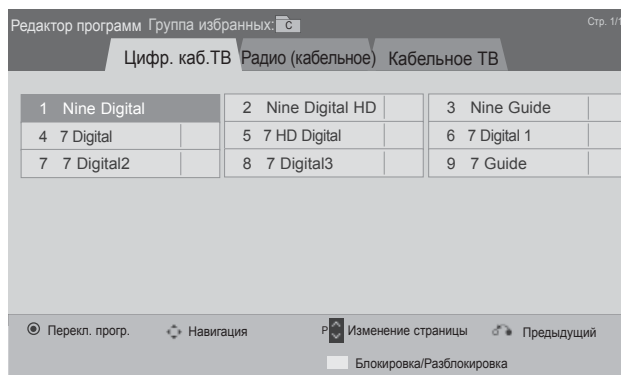 Редактор программ Группа избранных: C Стр. 1/1
Цифр. каб.ТВ Радио (кабельное) Кабельное ТВ
1 Nine Digital 2 Nine Digital HD 3 Nine Guide
4 7 Digital 5 7 HD Digital 6 7 Digital 1
7 7 Digital2 8 7 Digital3 9 7 Guide
Перекл. прогр. Навигация P Изменение страницы Предыдущий
Блокировка/Разблокировка